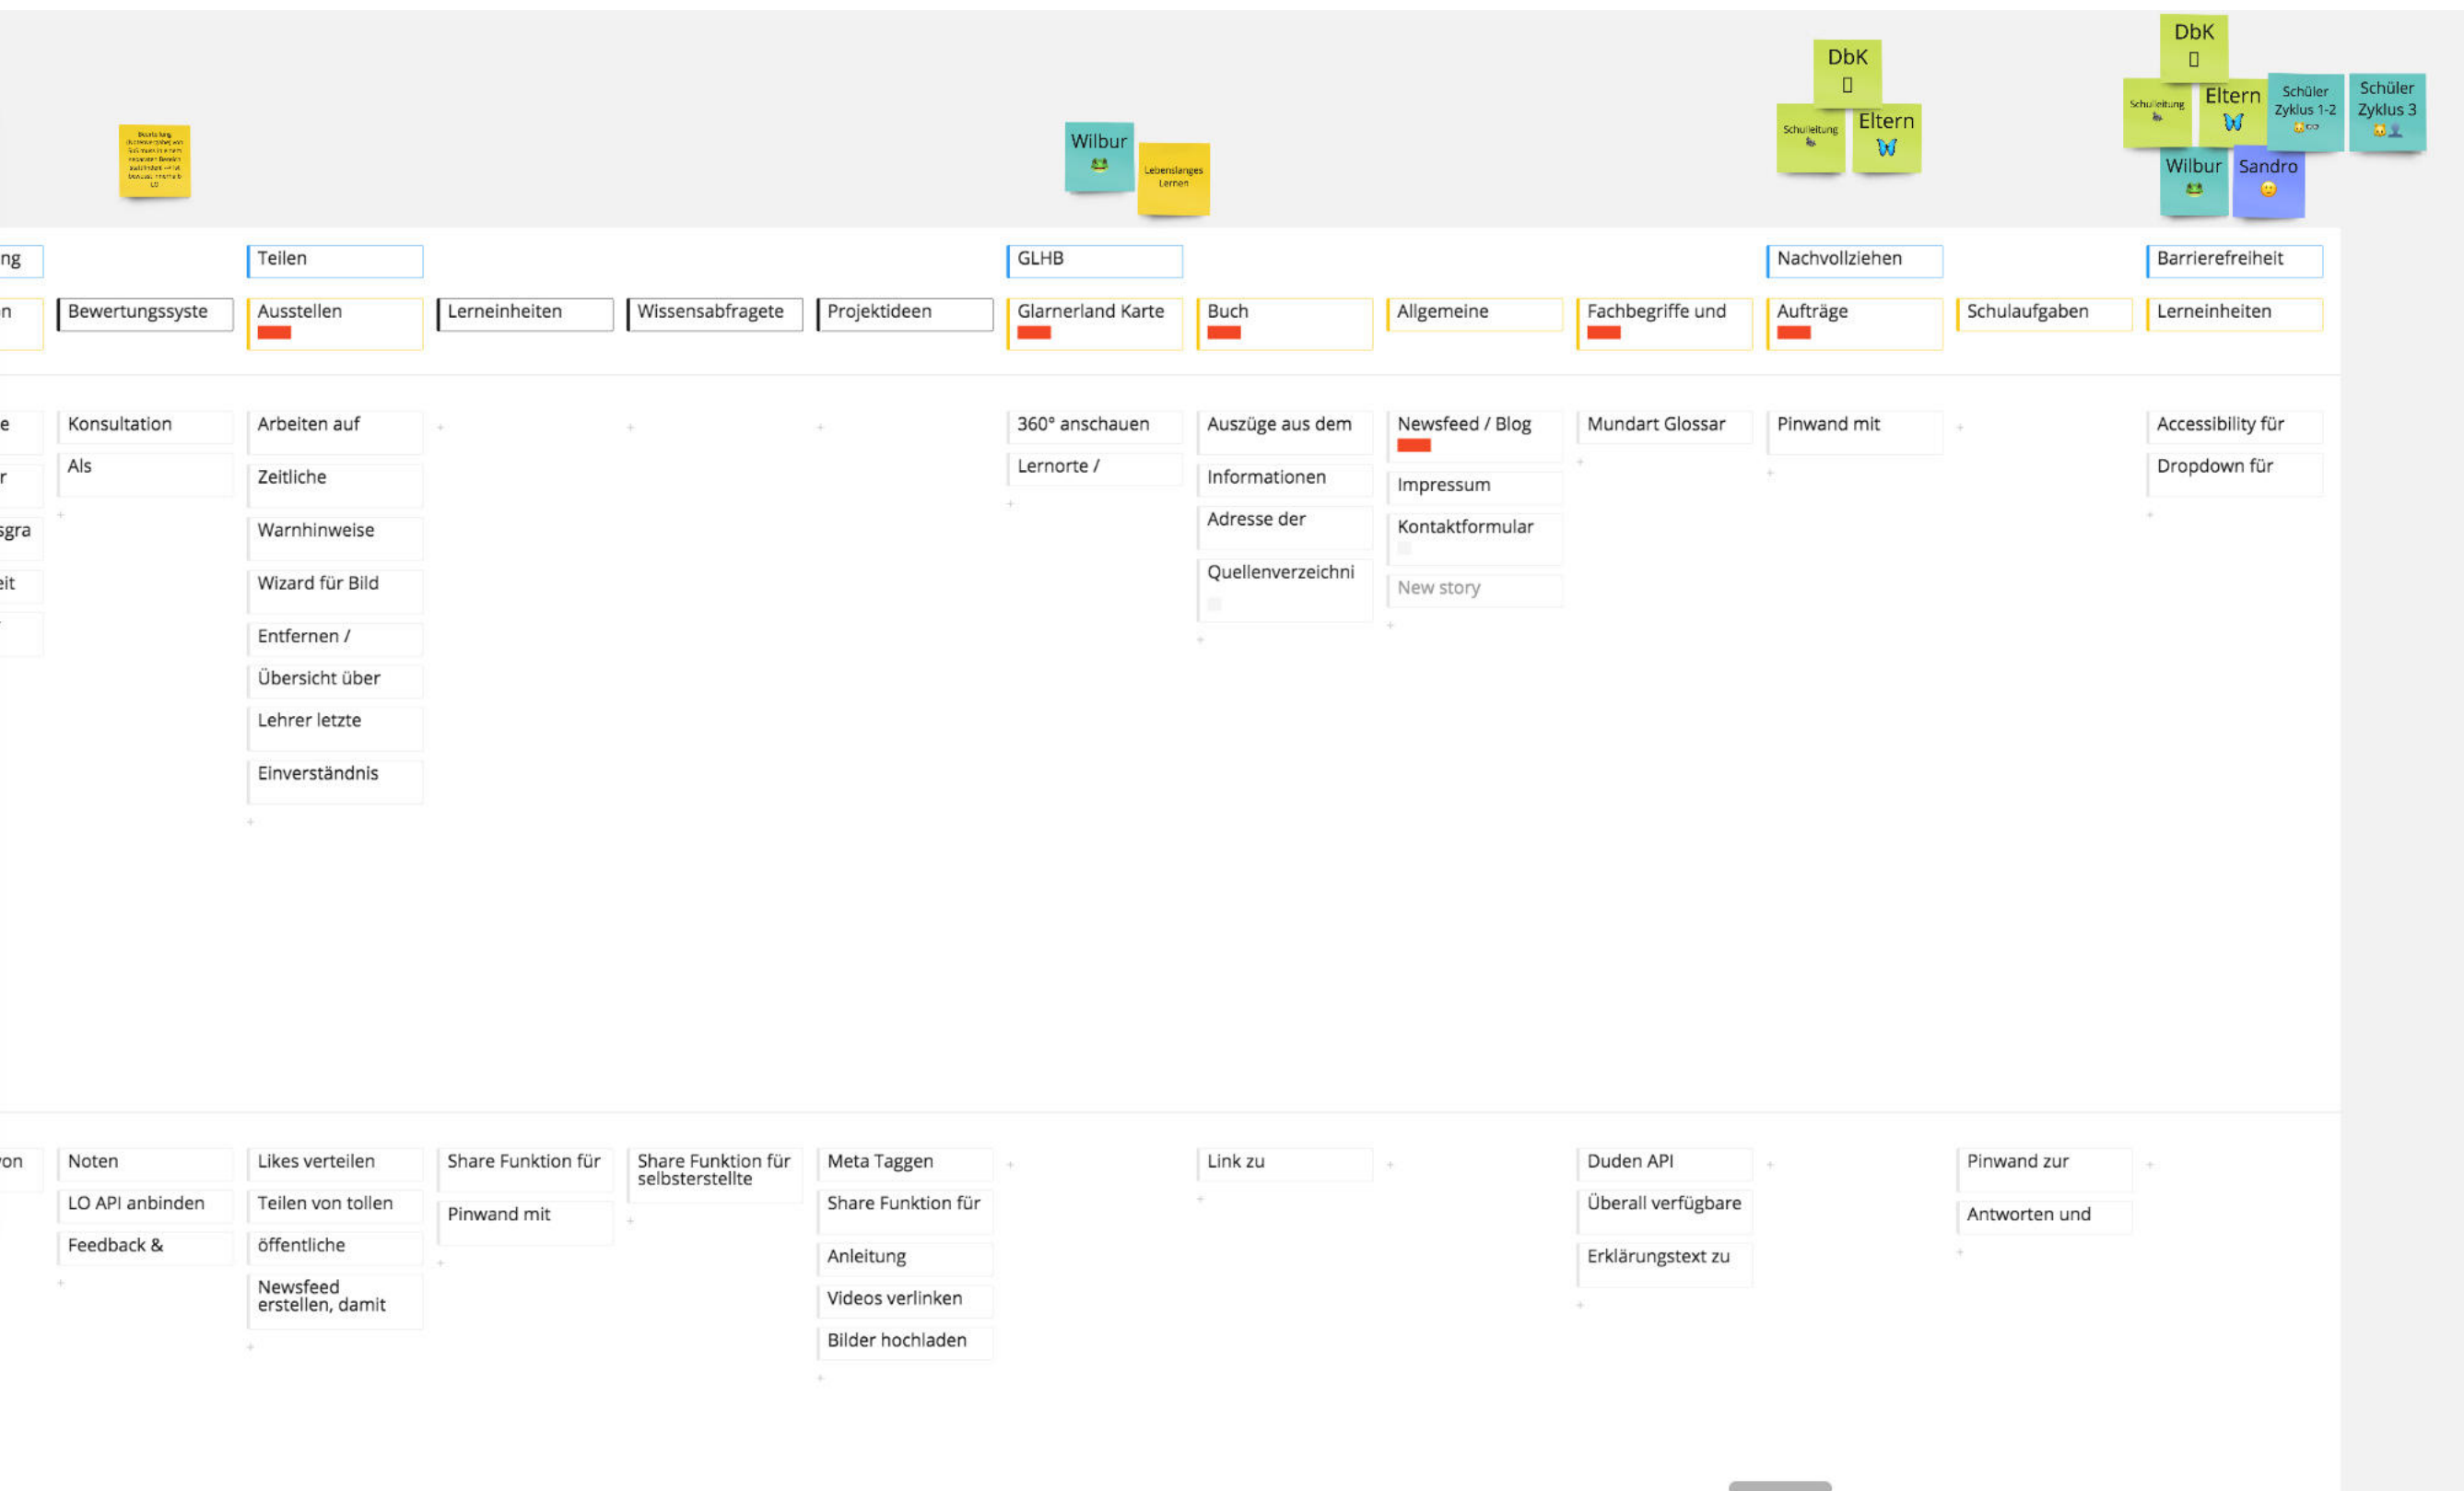 DbK
Schulleitung
Eltern
DbK
Schulleitung
Eltern
Schüler
Zyklus 1-2
Schüler
Zyklus 3
Wilbur
Sandro
Wilbur
Lebenslanges
Lernen
ng
Teilen
GLHB
Nachvollziehen
Barrierefreiheit
n
Bewertungssyste
Ausstellen
Lerneinheiten
Wissensabfragete
Projektideen
Glarnerland Karte
Buch
Allgemeine
Fachbegriffe und
Aufträge
Schulaufgaben
Lerneinheiten
e
Konsultation
Arbeiten auf
360° anschauen
Auszüge aus dem
Newsfeed / Blog
Mundart Glossar
Pinwand mit
Accessibility für
r
Als
Zeitliche
Lernorte /
Informationen
Impressum
Dropdown für
sgra
Warnhinweise
Adresse der
Kontaktformular
eit
Wizard für Bild
Quellenverzeichni
New story
Entfernen /
Übersicht über
Lehrer letzte
Einverständnis
on
Noten
Likes verteilen
Share Funktion für
Share Funktion für
selbsterstellte
Meta Taggen
Link zu
Duden API
Pinwand zur
LO API anbinden
Teilen von tollen
Pinwand mit
Share Funktion für
Überall verfügbare
Antworten und
Feedback &
öffentliche
Anleitung
Erklärungstext zu
Newsfeed
erstellen, damit
Videos verlinken
Bilder hochladen